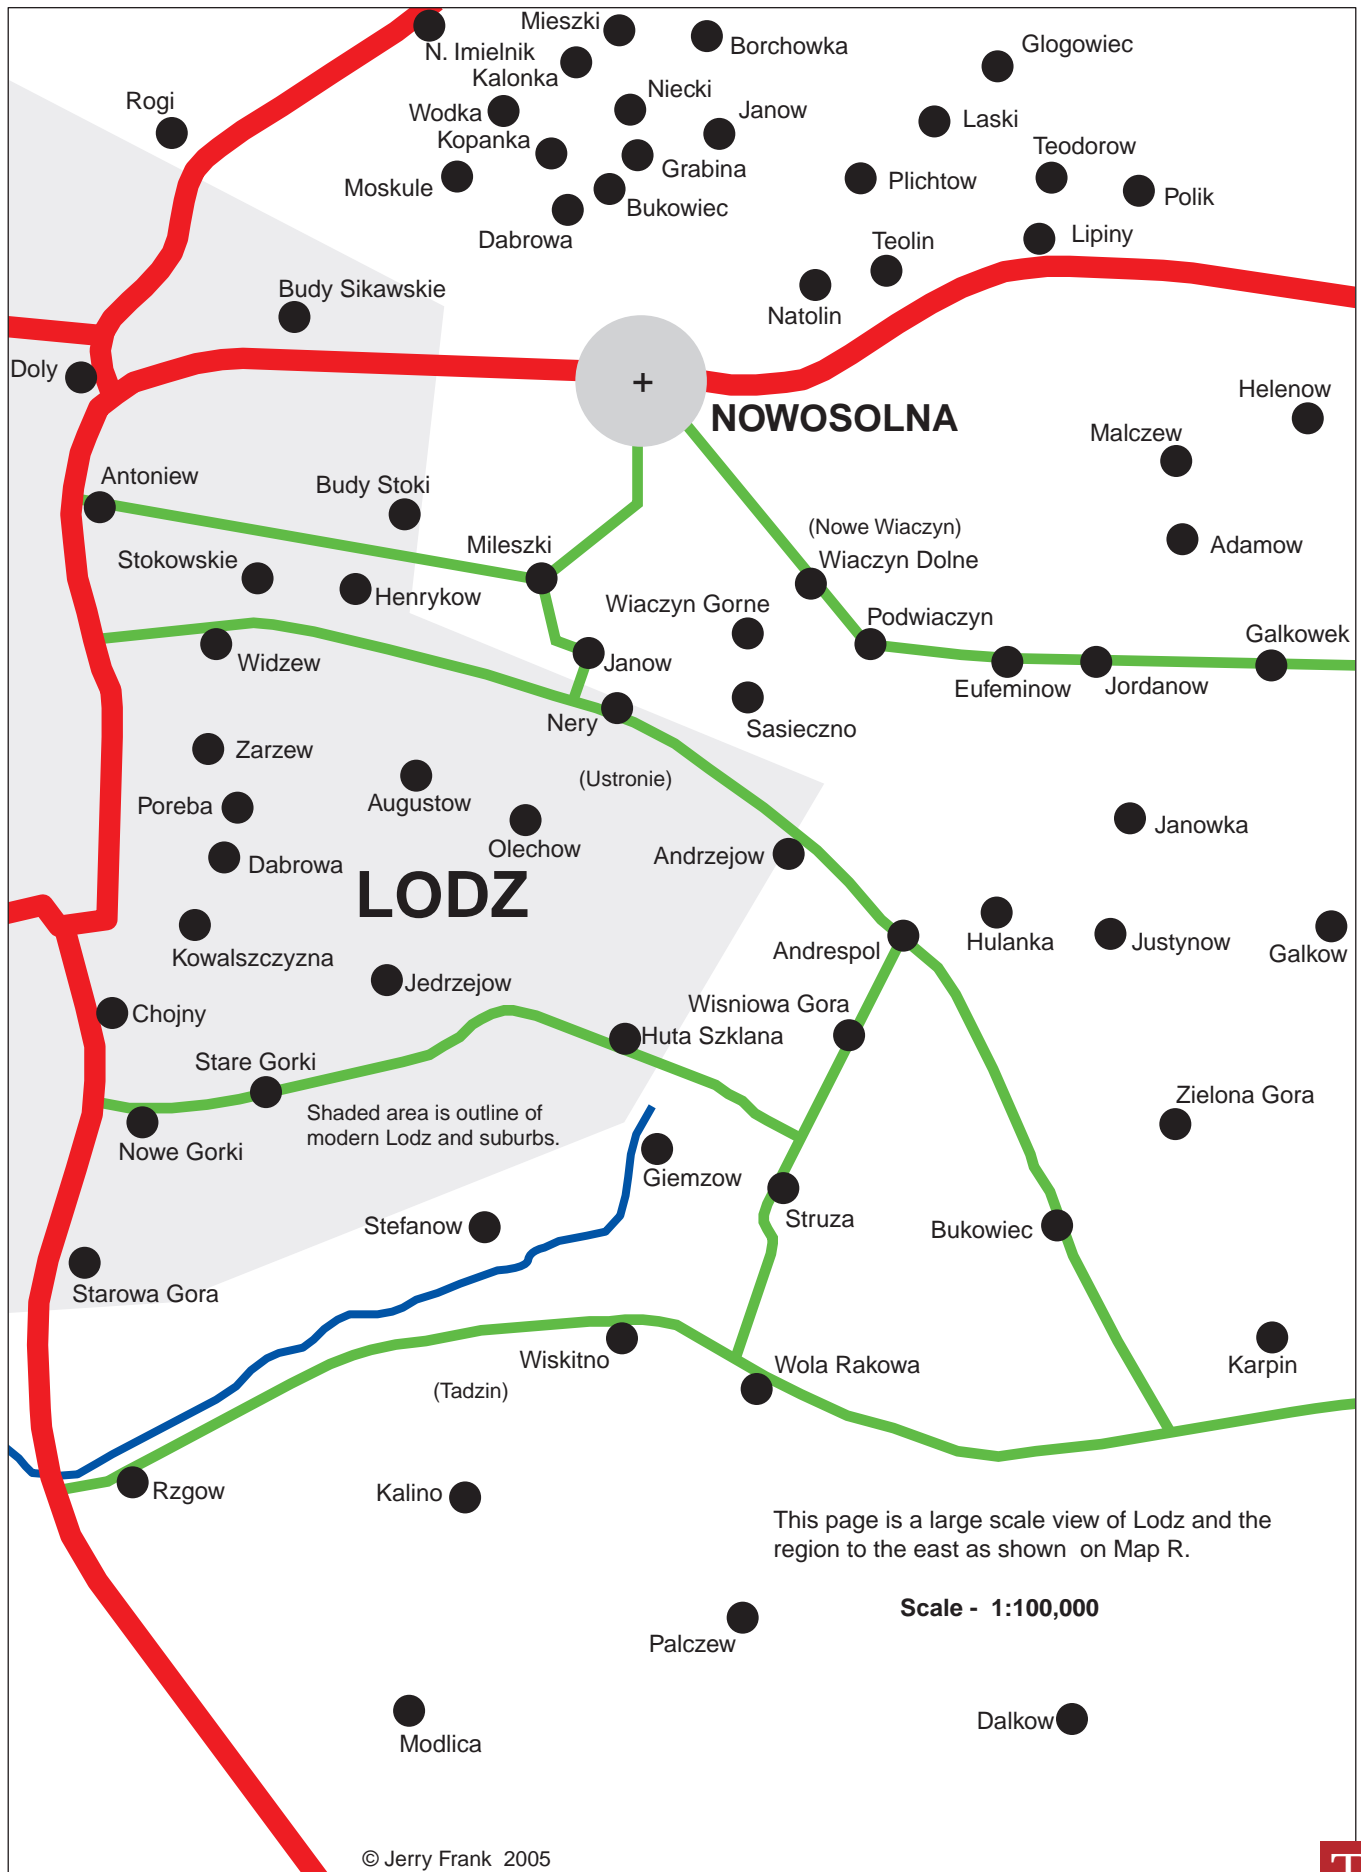 Mieszki
Borchowka
Glogowiec
N. Imielnik
Kalonka
Rogi
Niecki
Wodka
Janow
Laski
Kopanka
Teodorow
Grabina
Moskule
Plichtow
Polik
Bukowiec
Dabrowa
Teolin
Lipiny
Budy Sikawskie
Natolin
Doly
Helenow
+
NOWOSOLNA
Malczew
Antoniew
Budy Stoki
(Nowe Wiaczyn)
Mileszki
Adamow
Stokowskie
Wiaczyn Dolne
Henrykow
Wiaczyn Gorne
Podwiaczyn
Galkowek
Widzew
Janow
Eufeminow
Jordanow
Nery
Sasieczno
Zarzew
(Ustronie)
Augustow
Poreba
Janowka
Olechow
Andrzejow
Dabrowa
LODZ
Hulanka
Justynow
Andrespol
Galkow
Kowalszczyzna
Jedrzejow
Wisniowa Gora
Chojny
Huta Szklana
Stare Gorki
Zielona Gora
Shaded area is outline of
modern Lodz and suburbs.
Nowe Gorki
Giemzow
Struza
Stefanow
Bukowiec
Starowa Gora
Wiskitno
Wola Rakowa
Karpin
(Tadzin)
Rzgow
Kalino
This page is a large scale view of Lodz and the
region to the east as shown on Map R.
Scale - 1:100,000
Palczew
Dalkow
Modlica
© Jerry Frank 2005
T